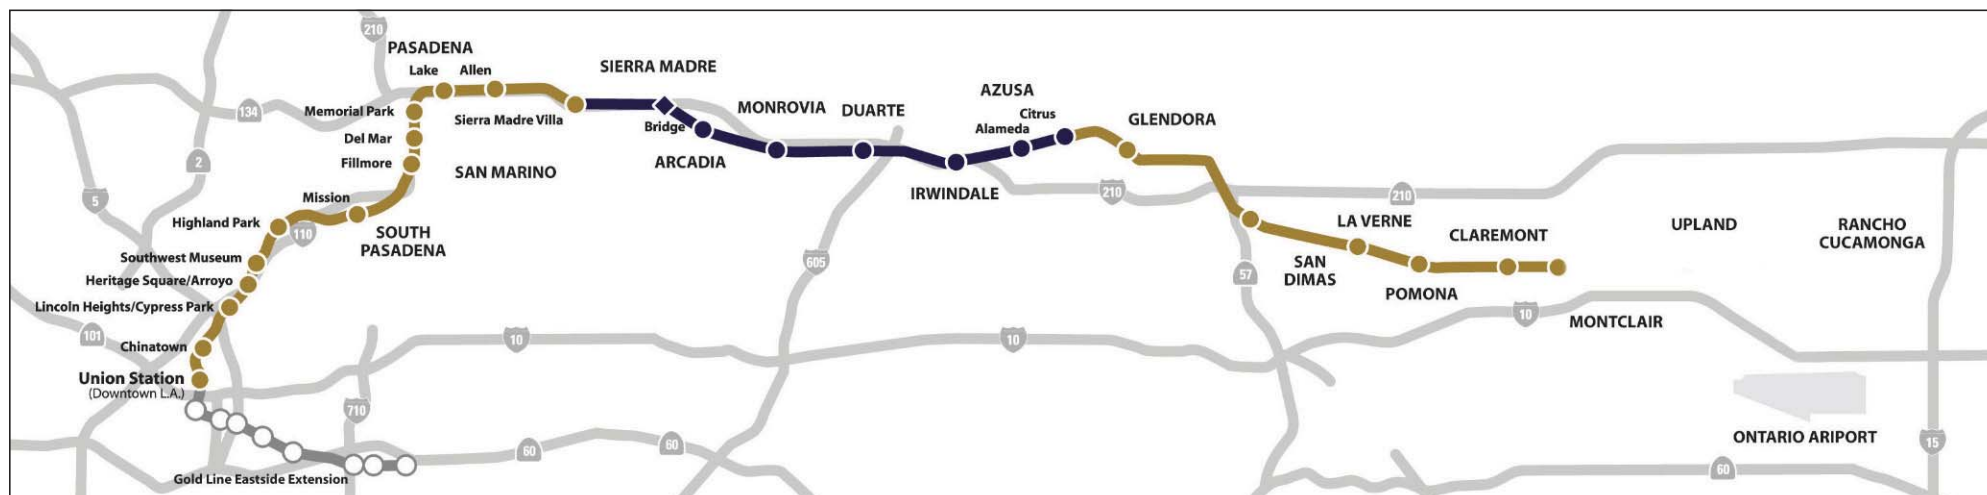 210
PASADENA
Lake
Allen
SIERRA MADRE
134
Memorial Park
Sierra Madre Villa
Bridge
MONROVIA
DUARTE
AZUSA
Citrus
Alameda
GLENDORA
Del Mar
2
Fillmore
SAN MARINO
ARCADIA
IRWINDALE
210
210
5
Mission
Highland Park
110
SOUTH
PASADENA
LA VERNE
CLAREMONT
UPLAND
RANCHO
CUCAMONGA
Southwest Museum
605
57
SAN
DIMAS
Heritage Square/Arroyo
POMONA
Lincoln Heights/Cypress Park
10
MONTCLAIR
101
Chinatown
10
10
Union Station
(Downtown L.A.)
710
60
60
ONTARIO ARIPORT
15
60
Gold Line Eastside Extension